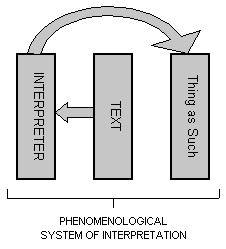 INTERPRETER
TEXT
Thing as Such
PHENOMENOLOGICAL
SYSTEM OF INTERPRETATION